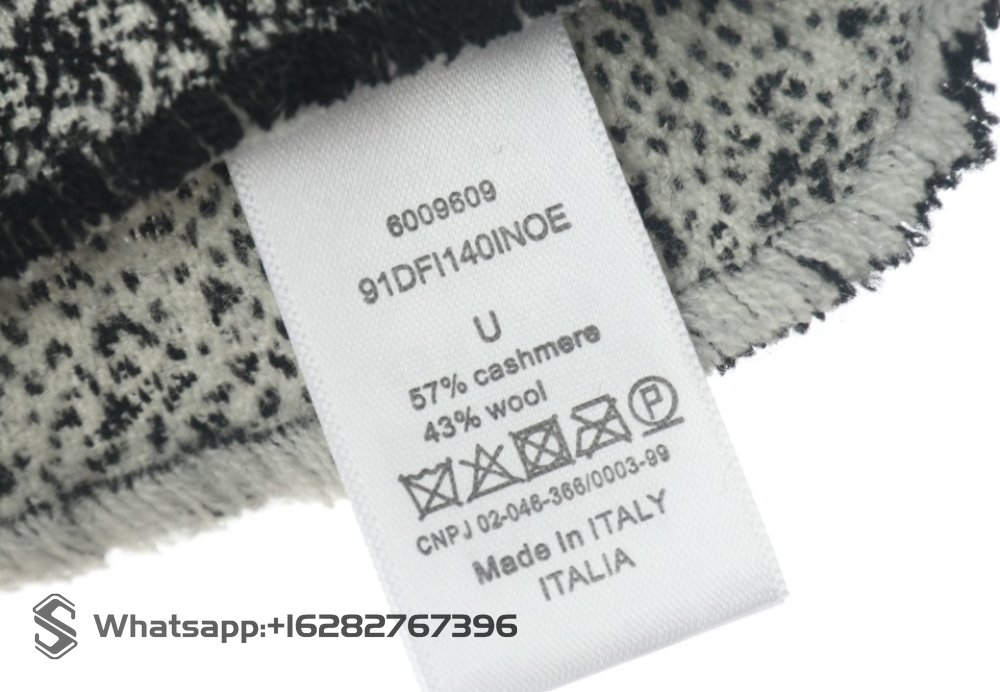 6009609
91DFI140INOE
U
57% cashmere
43% wool
P
CNPJ 02-046-366/0003-99
Made In ITALY
ITALIA
Whatsapp:+16282767396